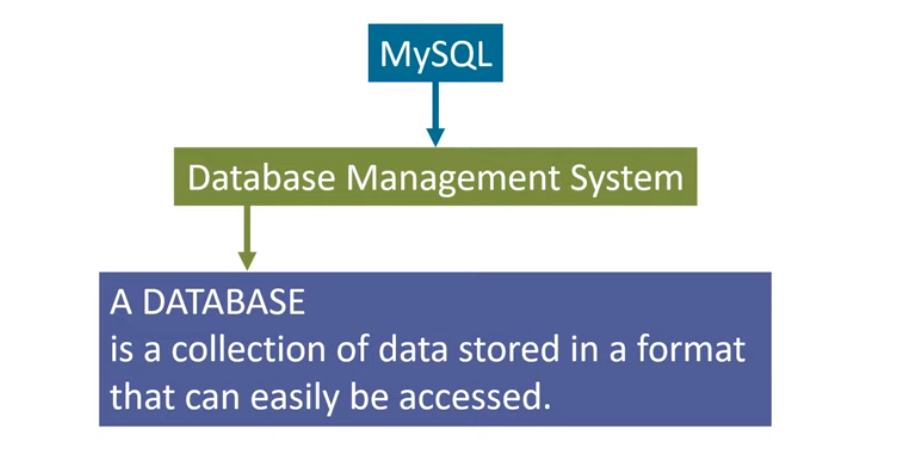 MySQL
Database Management System
A DATABASE
is a collection of data stored in a format
that can easily be accessed.